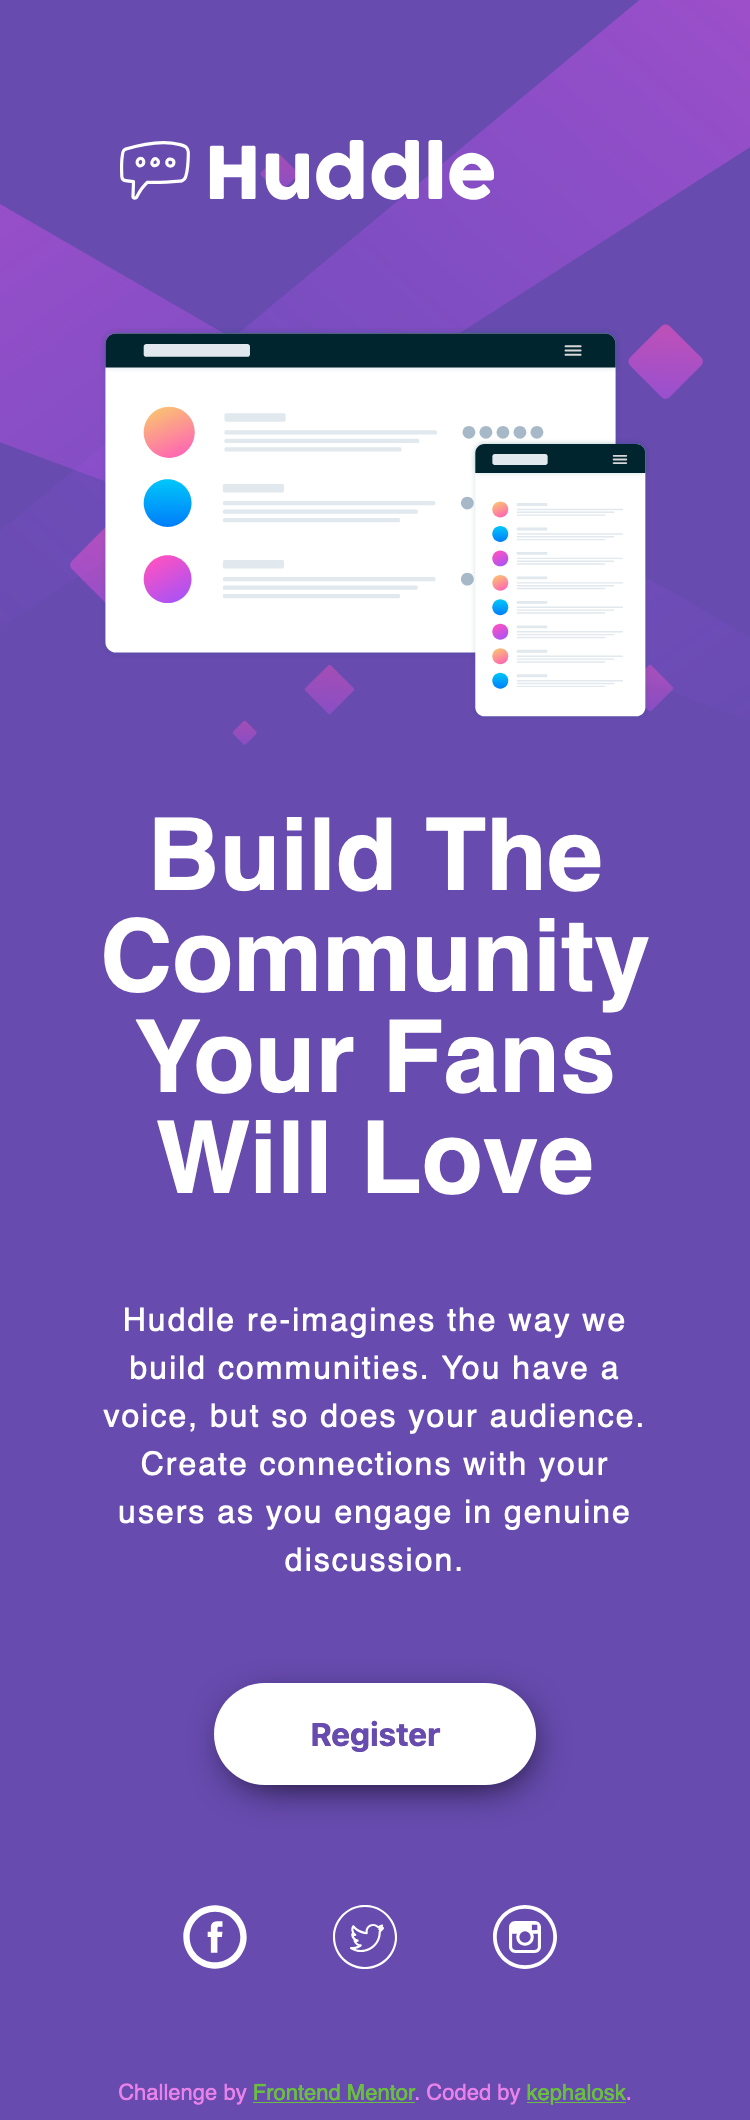 Huddle
Build The
Community
Your Fans
Will Love
Huddle re-imagines the way we
build communities. You have a
voice, but so does your audience.
Create connections with your
users as you engage in genuine
discussion.
Register
Challenge by Frontend Mentor. Coded by kephalosk.